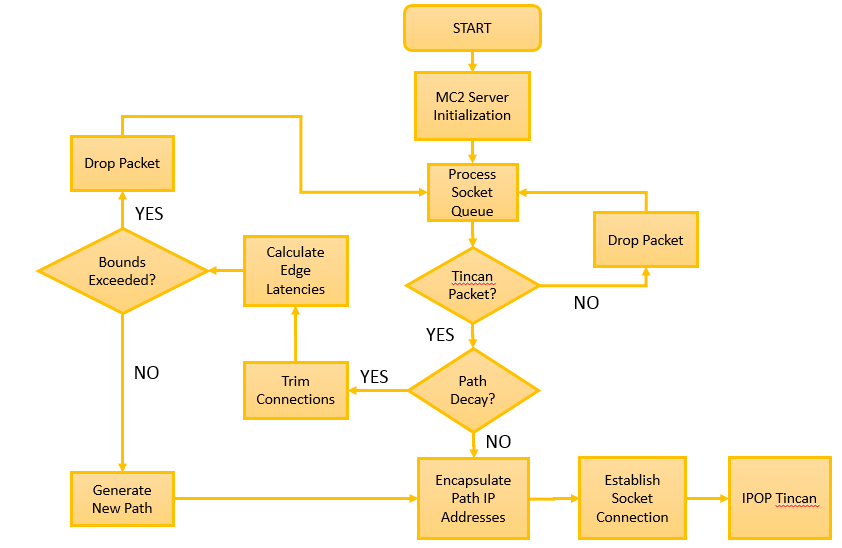 START
MC2 Server
Initialization
Process
Socket
Queue
Drop Packet
YES
Bounds
Exceeded?
Calculate
Edge
Latencies
Drop Packet
Tincan
Packet?
NO
YES
NO
Trim
Connections
YES
Path
Decay?
NO
Generate
New Path
Encapsulate
Path IP
Addresses
Establish
Socket
Connection
IPOP Tincan